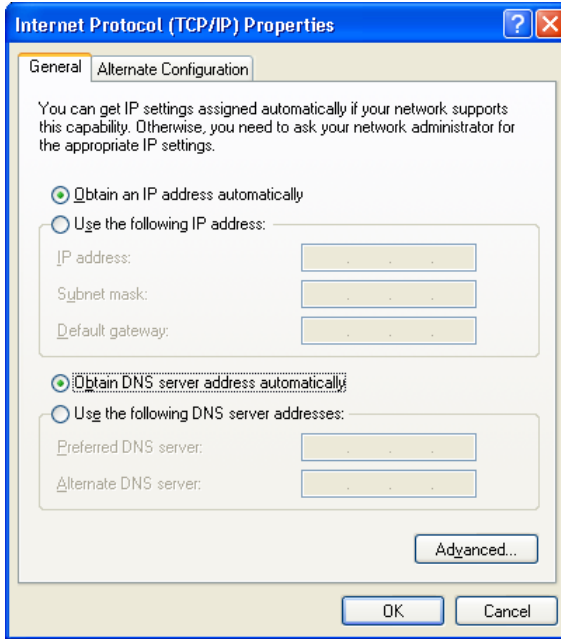 Internet Protocol (TCP/IP) Properties
General Alternate Configuration
You can get IP settings assigned automatically if your network supports
this capability. Otherwise, you need to ask your network administrator for
the appropriate IP settings.
Obtain an IP address automatically
Use the following IP address:
IP address:
Subnet mask:
Default gateway:
Obtain DNS server address automatically
Use the following DNS server addresses:
Preferred DNS server:
Alternate DNS server:
Advanced...
OK Cancel